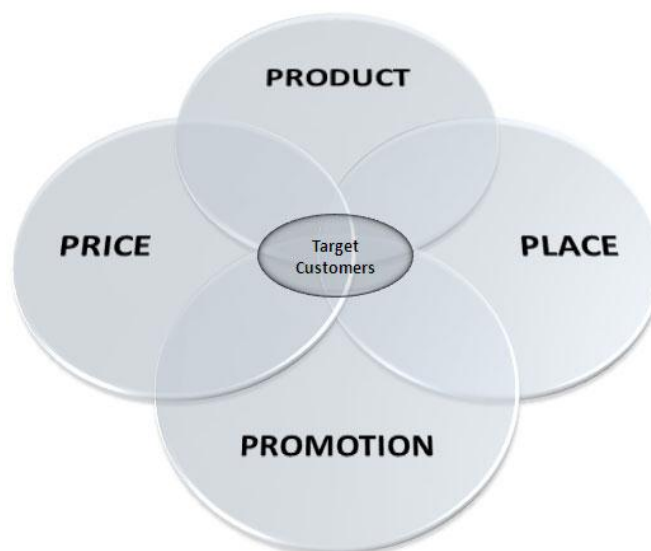 PRODUCT
PRICE
Target
Customers
PLACE
PROMOTION